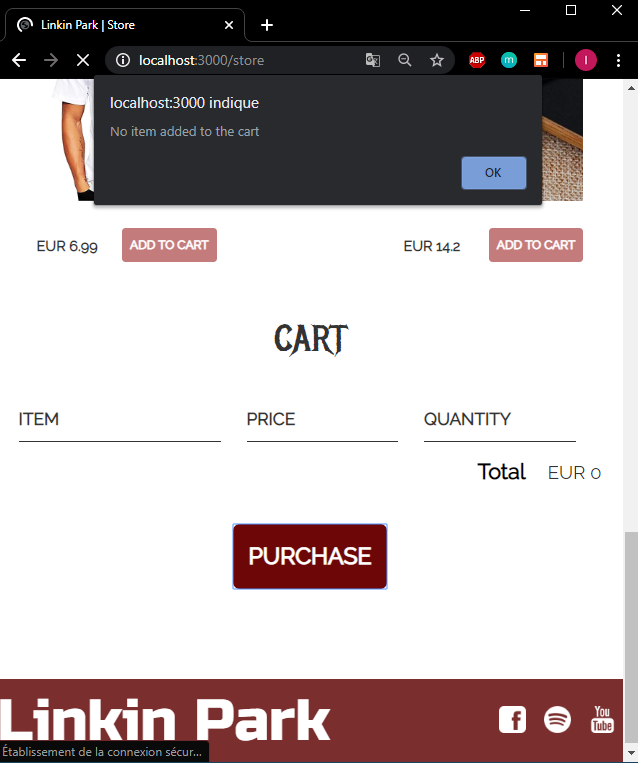 Linkin Park | Store
localhost:3000/store
ABP
m
I
localhost:3000 indique
No item added to the cart
OK
EUR 6.99 ADD TO CART
EUR 14.2 ADD TO CART
CART
ITEM PRICE QUANTITY
Total EUR 0
PURCHASE
Linkin Park
You
Tube
Établissement de la connexion sécur...